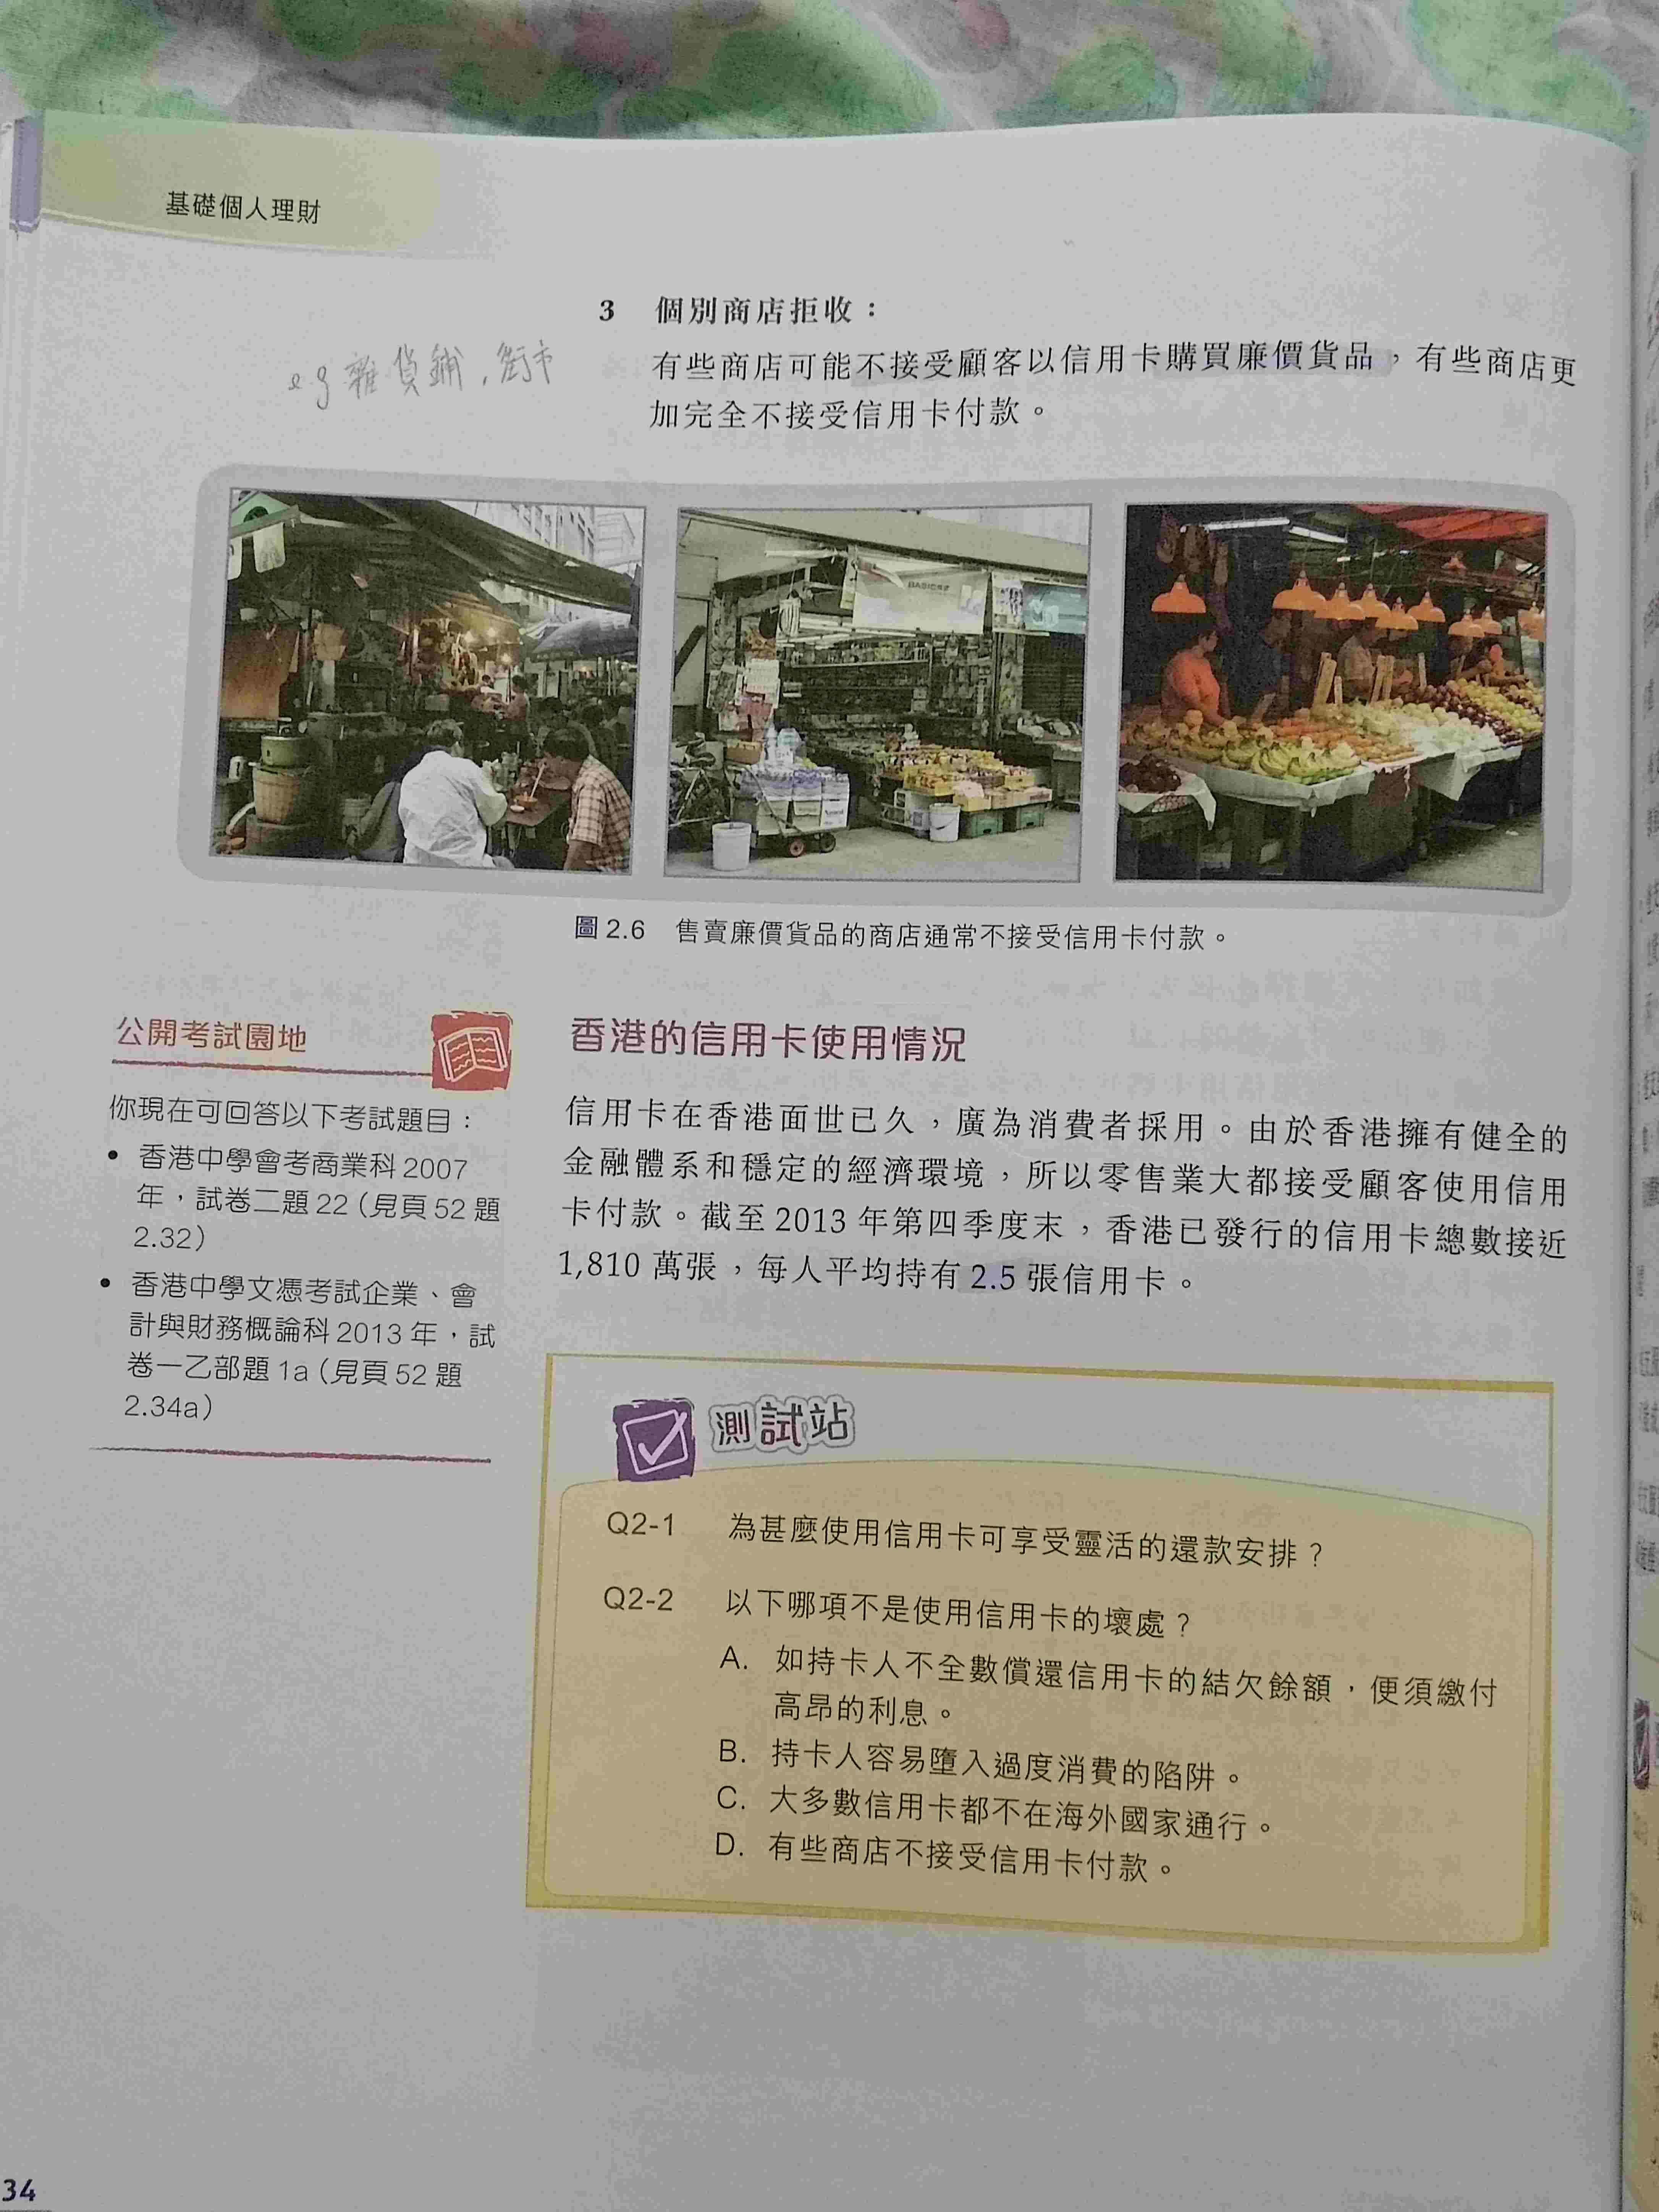 基礎個人理財
3 個別商店拒收：
有些商店可能不接受顧客以信用卡購買廉價貨品，有些商店更
加完全不接受信用卡付款。
eg 雜貨鋪，街市
BASICS
圖 2.6 售賣廉價貨品的商店通常不接受信用卡付款。
公開考試園地
你現在可回答以下考試題目：
• 香港中學會考商業科 2007
年，試卷二題 22（見頁 52 題
2.32）
• 香港中學文憑考試企業、會
計與財務概論科 2013 年，試
卷一乙部題 1a（見頁 52 題
2.34a）
香港的信用卡使用情況
信用卡在香港面世已久，廣為消費者採用。由於香港擁有健全的
金融體系和穩定的經濟環境，所以零售業大都接受顧客使用信用
卡付款。截至 2013 年第四季度末，香港已發行的信用卡總數接近
1,810 萬張，每人平均持有 2.5 張信用卡。
測試站
Q2-1 為甚麼使用信用卡可享受靈活的還款安排？
Q2-2 以下哪項不是使用信用卡的壞處？
A. 如持卡人不全數償還信用卡的結欠餘額，便須繳付
高昂的利息。
B. 持卡人容易墮入過度消費的陷阱。
C. 大多數信用卡都不在海外國家通行。
D. 有些商店不接受信用卡付款。
34